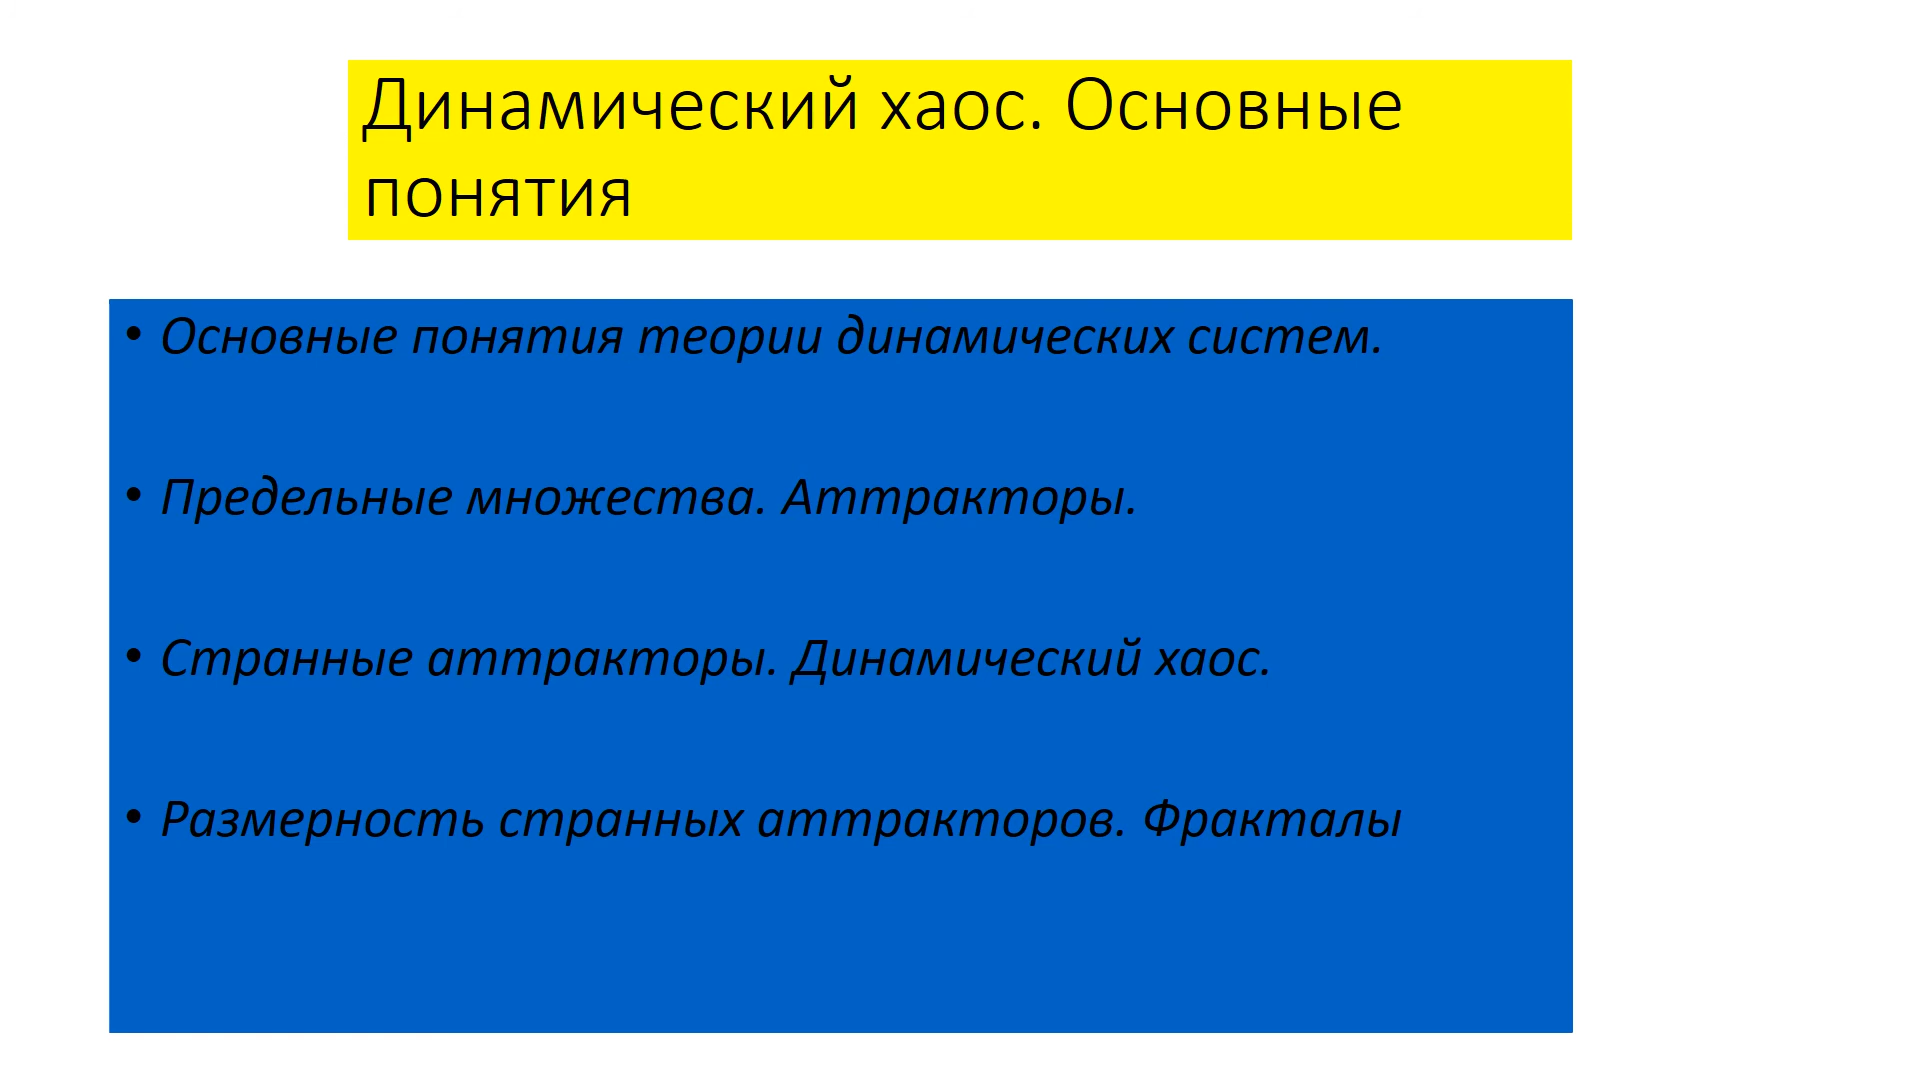 Динамический хаос. Основные
понятия
• Основные понятия теории динамических систем.
• Предельные множества. Аттракторы.
• Странные аттракторы. Динамический хаос.
• Размерность странных аттракторов. Фракталы